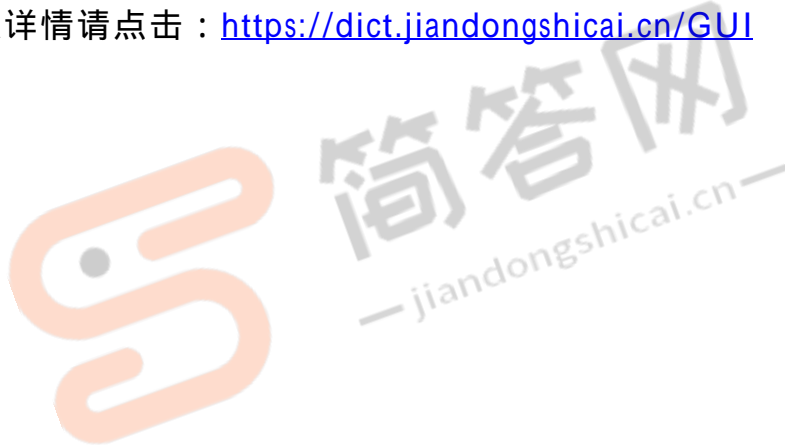 详情请点击：https://dict.jiandongshicai.cn/GUI
简答网
— jiandongshicai.cn —